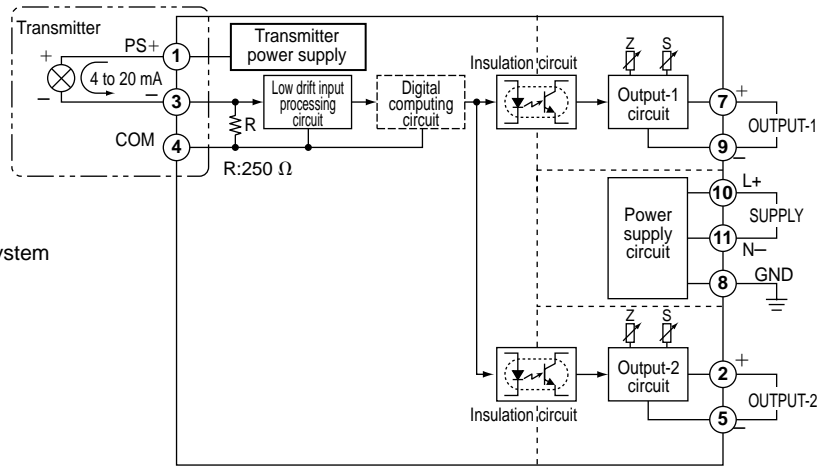 Transmitter
PS+
1
Transmitter
power supply
+
4 to 20 mA
−
−
3
COM
4
R
R:250 Ω
Low drift input
processing
circuit
Digital
computing
circuit
Insulation circuit
Z S
Output-1
circuit
7
+
OUTPUT-1
9
−
10
L+
SUPPLY
Power
supply
circuit
11
N−
8
GND
ystem
Z S
Output-2
circuit
2
+
OUTPUT-2
5
−
Insulation circuit